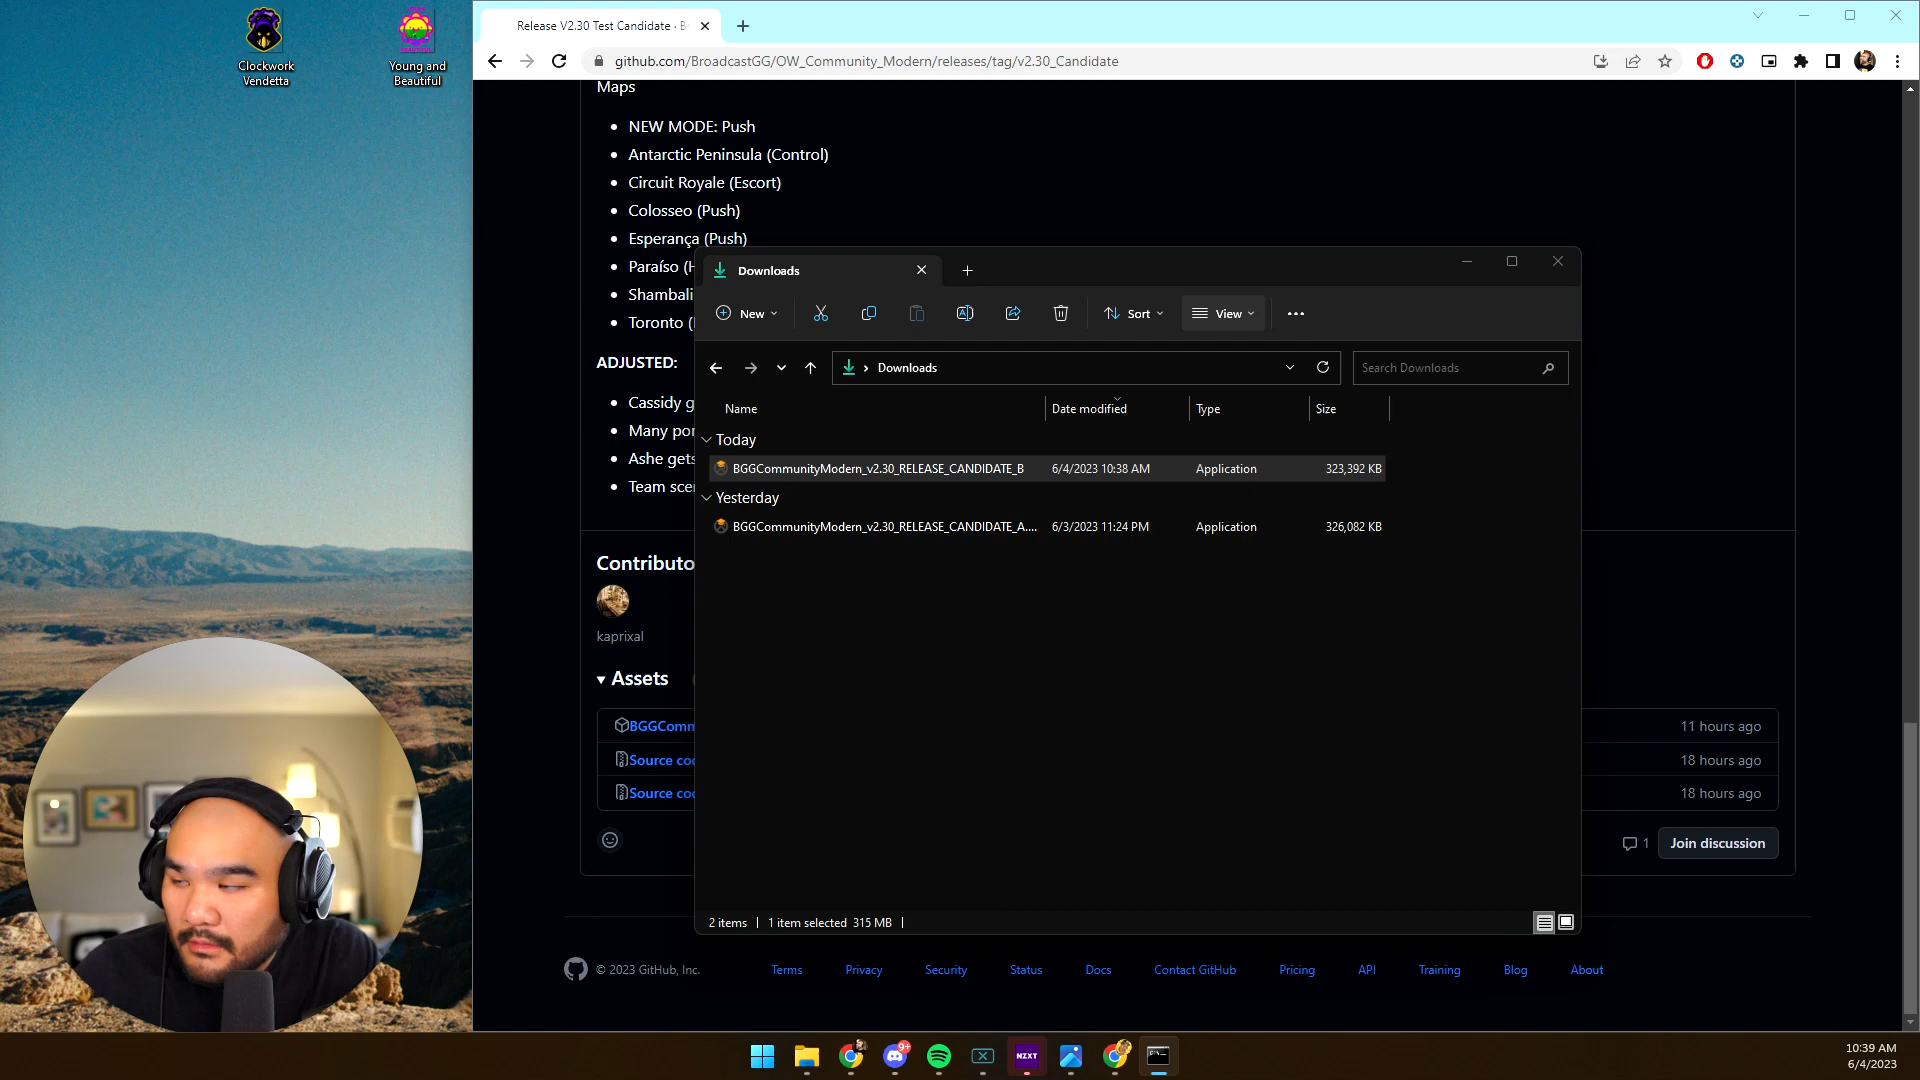 Clockwork
Vendetta
Young and
Beautiful
Release V2.30 Test Candidate · B
github.com/BroadcastGG/OW_Community_Modern/releases/tag/v2.30_Candidate
Maps
NEW MODE: Push
Antarctic Peninsula (Control)
Circuit Royale (Escort)
Colosseo (Push)
Esperança (Push)
Paraíso (H
Shambali
Toronto (
ADJUSTED:
Cassidy g
Many por
Ashe gets
Team scen
Downloads
New
Sort
View
Downloads
Search Downloads
Name Date modified Type Size
Today
BGGCommunityModern_v2.30_RELEASE_CANDIDATE_B 6/4/2023 10:38 AM Application 323,392 KB
Yesterday
BGGCommunityModern_v2.30_RELEASE_CANDIDATE_A.... 6/3/2023 11:24 PM Application 326,082 KB
2 items 1 item selected 315 MB
Contributo
kaprixal
Assets
BGGComm 11 hours ago
Source coc 18 hours ago
Source coc 18 hours ago
1 Join discussion
© 2023 GitHub, Inc. Terms Privacy Security Status Docs Contact GitHub Pricing API Training Blog About
9+
NZXT
10:39 AM
6/4/2023